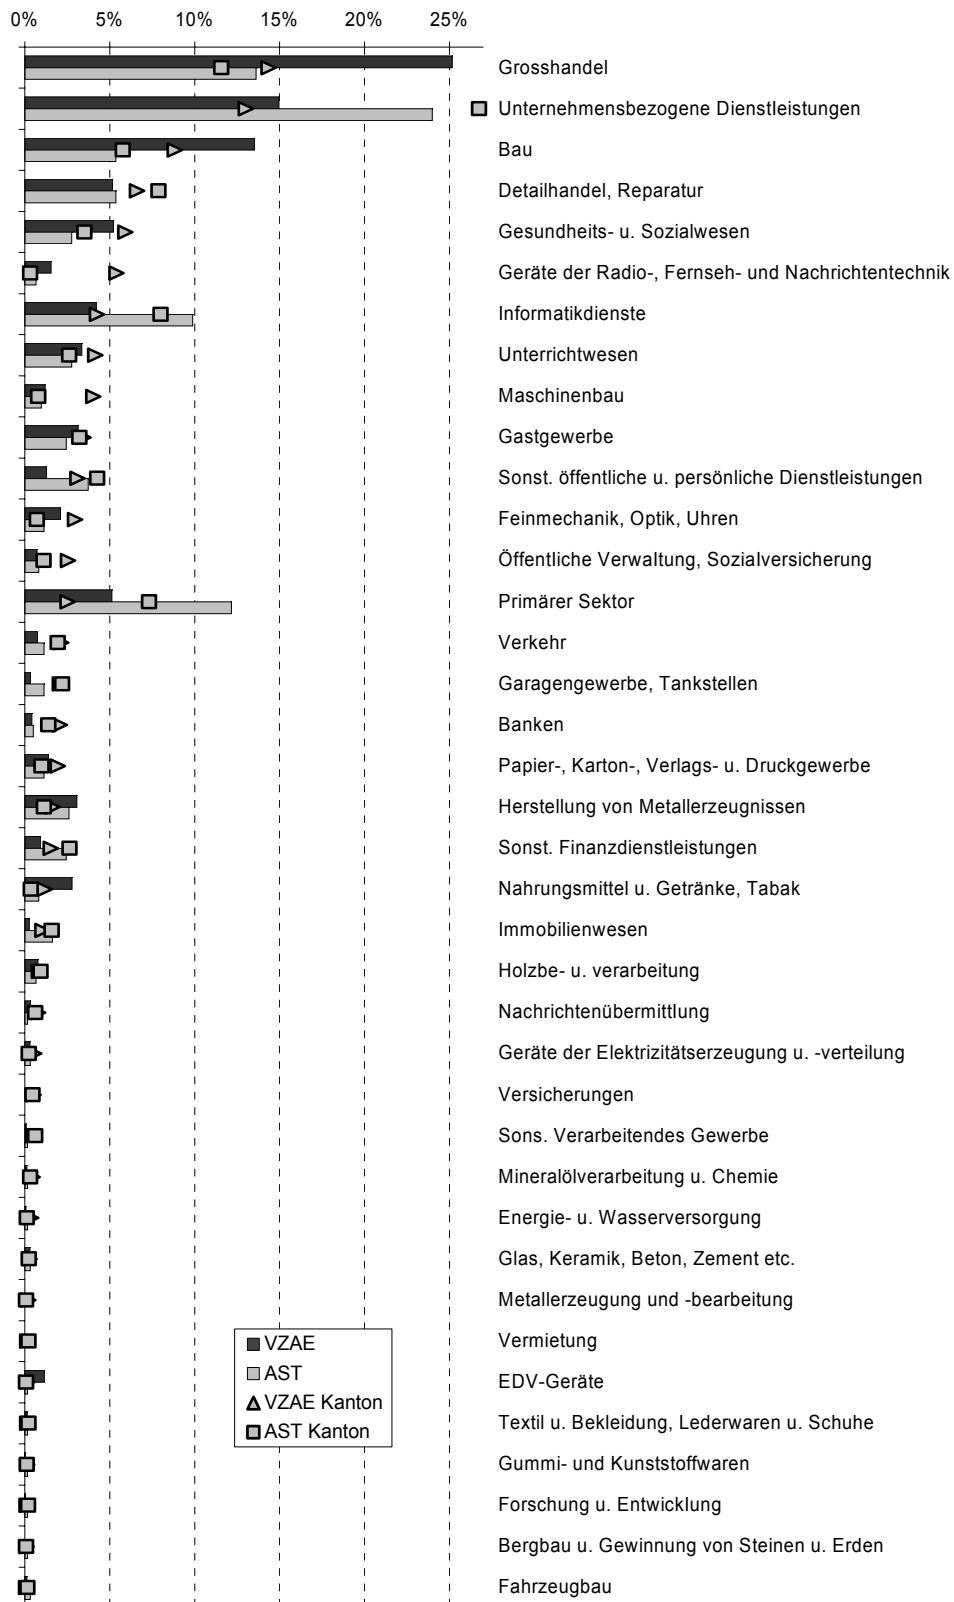 0% 5% 10% 15% 20% 25%
Grosshandel
Unternehmensbezogene Dienstleistungen
Bau
Detailhandel, Reparatur
Gesundheits- u. Sozialwesen
Geräte der Radio-, Fernseh- und Nachrichtentechnik
Informatikdienste
Unterrichtwesen
Maschinenbau
Gastgewerbe
Sonst. öffentliche u. persönliche Dienstleistungen
Feinmechanik, Optik, Uhren
Öffentliche Verwaltung, Sozialversicherung
Primärer Sektor
Verkehr
Garagengewerbe, Tankstellen
Banken
Papier-, Karton-, Verlags- u. Druckgewerbe
Herstellung von Metallerzeugnissen
Sonst. Finanzdienstleistungen
Nahrungsmittel u. Getränke, Tabak
Immobilienwesen
Holzbe- u. verarbeitung
Nachrichtenübermittlung
Geräte der Elektrizitätserzeugung u. -verteilung
Versicherungen
Sons. Verarbeitendes Gewerbe
Mineralölverarbeitung u. Chemie
Energie- u. Wasserversorgung
Glas, Keramik, Beton, Zement etc.
Metallerzeugung und -bearbeitung
Vermietung
EDV-Geräte
Textil u. Bekleidung, Lederwaren u. Schuhe
Gummi- und Kunststoffwaren
Forschung u. Entwicklung
Bergbau u. Gewinnung von Steinen u. Erden
Fahrzeugbau
VZAE
AST
VZAE Kanton
AST Kanton